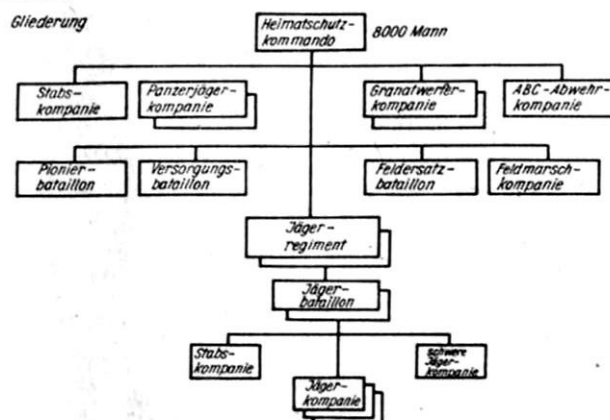 Gliederung
Heimatschutz-
kommando
8000 Mann
Stabs-
kompanie
Panzerjäger-
kompanie
Granatwerfer-
kompanie
ABC-Abwehr-
kompanie
Pionier-
bataillon
Versorgungs-
bataillon
Feldersatz-
bataillon
Feldmarsch-
kompanie
Jäger-
regiment
Jäger-
bataillon
Stabs-
kompanie
schwere
Jäger-
kompanie
Jäger-
kompanie